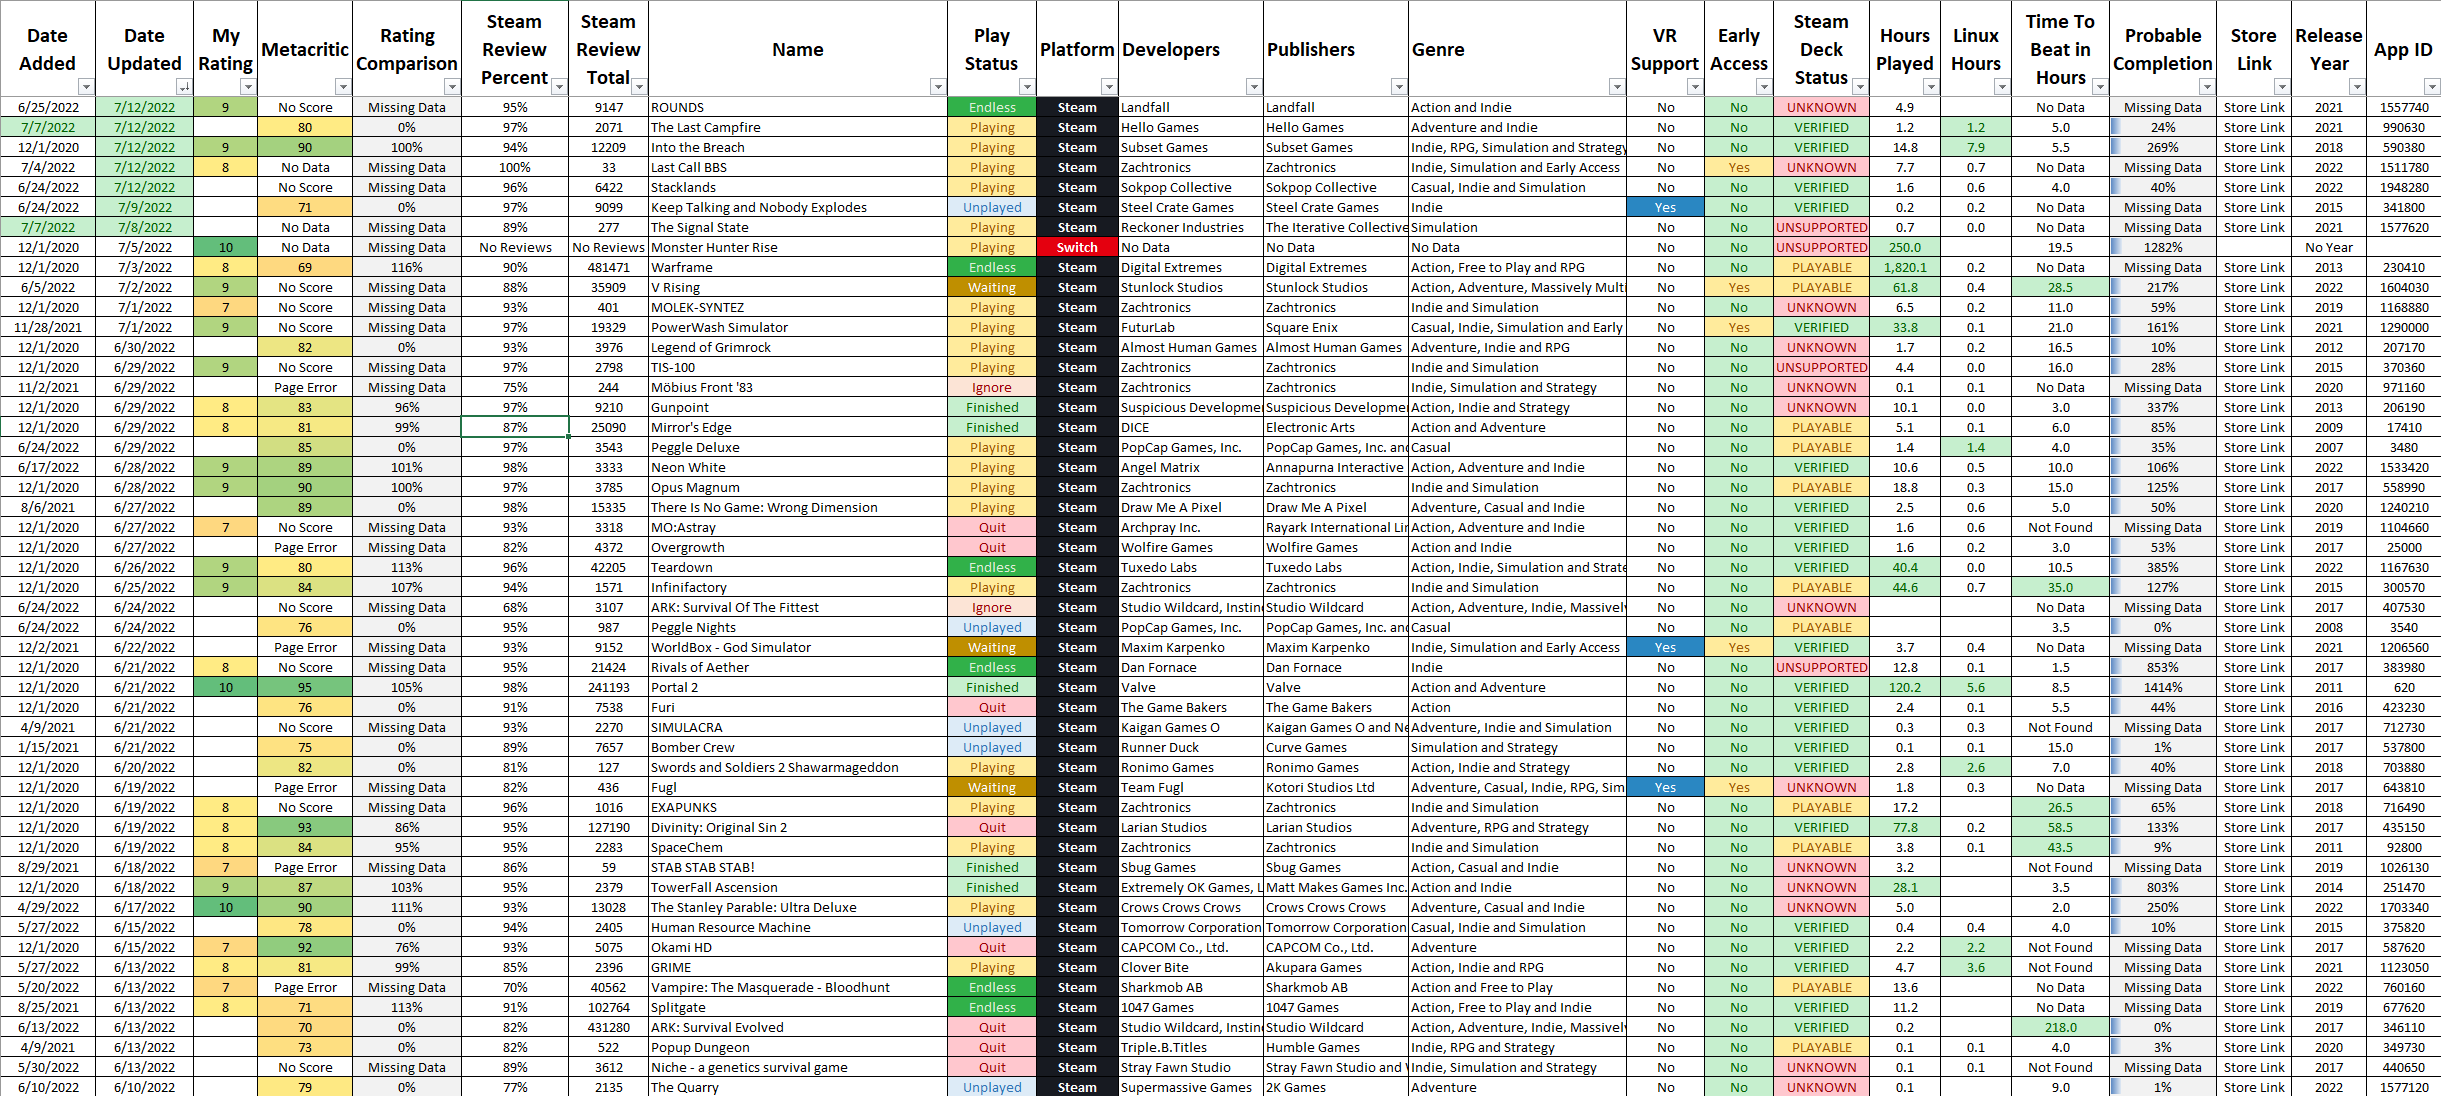 Date Added Date Updated My Rating Metacritic Rating Comparison Steam Review Percent Steam Review Total Name Play Status Platform Developers Publishers Genre VR Support Early Access Steam Deck Status Hours Played Linux Hours Time To Beat in Hours Probable Completion Store Link Release Year App ID
6/25/2022 7/12/2022 9 No Score Missing Data 95% 9147 ROUNDS Endless Steam Landfall Landfall Action and Indie No No UNKNOWN 4.9 No Data Missing Data Store Link 2021 1557740
7/7/2022 7/12/2022 80 0% 97% 2071 The Last Campfire Playing Steam Hello Games Hello Games Adventure and Indie No No VERIFIED 1.2 1.2 5.0 24% Store Link 2021 990630
12/1/2020 7/12/2022 9 90 100% 94% 12209 Into the Breach Playing Steam Subset Games Subset Games Indie, RPG, Simulation and Strategy No No VERIFIED 14.8 7.9 5.5 269% Store Link 2018 590380
7/4/2022 7/12/2022 8 No Data Missing Data 100% 33 Last Call BBS Playing Steam Zachtronics Zachtronics Indie, Simulation and Early Access No Yes UNKNOWN 7.7 0.7 No Data Missing Data Store Link 2022 1511780
6/24/2022 7/12/2022 No Score Missing Data 96% 6422 Stacklands Playing Steam Sokpop Collective Sokpop Collective Casual, Indie and Simulation No No VERIFIED 1.6 0.6 4.0 40% Store Link 2022 1948280
6/24/2022 7/9/2022 71 0% 97% 9099 Keep Talking and Nobody Explodes Unplayed Steam Steel Crate Games Steel Crate Games Indie Yes No VERIFIED 0.2 0.2 No Data Missing Data Store Link 2015 341800
7/7/2022 7/8/2022 No Data Missing Data 89% 277 The Signal State Playing Steam Reckoner Industries The Iterative Collective Simulation No No UNSUPPORTED 0.7 0.0 No Data Missing Data Store Link 2021 1577620
12/1/2020 7/5/2022 10 No Data Missing Data No Reviews No Reviews Monster Hunter Rise Playing Switch No Data No Data No Data No No UNSUPPORTED 250.0 19.5 1282% No Year
12/1/2020 7/3/2022 8 69 116% 90% 481471 Warframe Endless Steam Digital Extremes Digital Extremes Action, Free to Play and RPG No No PLAYABLE 1,820.1 0.2 No Data Missing Data Store Link 2013 230410
6/5/2022 7/2/2022 9 No Score Missing Data 88% 35909 V Rising Waiting Steam Stunlock Studios Stunlock Studios Action, Adventure, Massively Multi No Yes PLAYABLE 61.8 0.4 28.5 217% Store Link 2022 1604030
12/1/2020 7/1/2022 7 No Score Missing Data 93% 401 MOLEK-SYNTEZ Playing Steam Zachtronics Zachtronics Indie and Simulation No No UNKNOWN 6.5 0.2 11.0 59% Store Link 2019 1168880
11/28/2021 7/1/2022 9 No Score Missing Data 97% 19329 PowerWash Simulator Playing Steam FuturLab Square Enix Casual, Indie, Simulation and Early No Yes VERIFIED 33.8 0.1 21.0 161% Store Link 2021 1290000
12/1/2020 6/30/2022 82 0% 93% 3976 Legend of Grimrock Playing Steam Almost Human Games Almost Human Games Adventure, Indie and RPG No No UNKNOWN 1.7 0.2 16.5 10% Store Link 2012 207170
12/1/2020 6/29/2022 9 No Score Missing Data 97% 2798 TIS-100 Playing Steam Zachtronics Zachtronics Indie and Simulation No No UNSUPPORTED 4.4 0.0 16.0 28% Store Link 2015 370360
11/2/2021 6/29/2022 Page Error Missing Data 75% 244 Möbius Front '83 Ignore Steam Zachtronics Zachtronics Indie, Simulation and Strategy No No UNKNOWN 0.1 0.1 No Data Missing Data Store Link 2020 971160
12/1/2020 6/29/2022 8 83 96% 97% 9210 Gunpoint Finished Steam Suspicious Developme Suspicious Developme Action, Indie and Strategy No No UNKNOWN 10.1 0.0 3.0 337% Store Link 2013 206190
12/1/2020 6/29/2022 8 81 99% 87% 25090 Mirror's Edge Finished Steam DICE Electronic Arts Action and Adventure No No PLAYABLE 5.1 0.1 6.0 85% Store Link 2009 17410
6/24/2022 6/29/2022 85 0% 97% 3543 Peggle Deluxe Playing Steam PopCap Games, Inc. PopCap Games, Inc. and Casual No No PLAYABLE 1.4 1.4 4.0 35% Store Link 2007 3480
6/17/2022 6/28/2022 9 89 101% 98% 3333 Neon White Playing Steam Angel Matrix Annapurna Interactive Action, Adventure and Indie No No VERIFIED 10.6 0.5 10.0 106% Store Link 2022 1533420
12/1/2020 6/28/2022 9 90 100% 97% 3785 Opus Magnum Playing Steam Zachtronics Zachtronics Indie and Simulation No No PLAYABLE 18.8 0.3 15.0 125% Store Link 2017 558990
8/6/2021 6/27/2022 89 0% 98% 15335 There Is No Game: Wrong Dimension Playing Steam Draw Me A Pixel Draw Me A Pixel Adventure, Casual and Indie No No VERIFIED 2.5 0.6 5.0 50% Store Link 2020 1240210
12/1/2020 6/27/2022 7 No Score Missing Data 93% 3318 MO:Astray Quit Steam Archpray Inc. Rayark International Li Action, Adventure and Indie No No VERIFIED 1.6 0.6 Not Found Missing Data Store Link 2019 1104660
12/1/2020 6/27/2022 Page Error Missing Data 82% 4372 Overgrowth Quit Steam Wolfire Games Wolfire Games Action and Indie No No VERIFIED 1.6 0.2 3.0 53% Store Link 2017 25000
12/1/2020 6/26/2022 9 80 113% 96% 42205 Teardown Endless Steam Tuxedo Labs Tuxedo Labs Action, Indie, Simulation and Strate No No VERIFIED 40.4 0.0 10.5 385% Store Link 2022 1167630
12/1/2020 6/25/2022 9 84 107% 94% 1571 Infinifactory Playing Steam Zachtronics Zachtronics Indie and Simulation No No PLAYABLE 44.6 0.7 35.0 127% Store Link 2015 300570
6/24/2022 6/24/2022 No Score Missing Data 68% 3107 ARK: Survival Of The Fittest Ignore Steam Studio Wildcard, Instin Studio Wildcard Action, Adventure, Indie, Massivel No No UNKNOWN No Data Missing Data Store Link 2017 407530
6/24/2022 6/24/2022 76 0% 95% 987 Peggle Nights Unplayed Steam PopCap Games, Inc. PopCap Games, Inc. and Casual No No PLAYABLE 3.5 0% Store Link 2008 3540
12/2/2021 6/22/2022 Page Error Missing Data 93% 9152 WorldBox - God Simulator Waiting Steam Maxim Karpenko Maxim Karpenko Indie, Simulation and Early Access Yes Yes VERIFIED 3.7 0.4 No Data Missing Data Store Link 2021 1206560
12/1/2020 6/21/2022 8 No Score Missing Data 95% 21424 Rivals of Aether Endless Steam Dan Fornace Dan Fornace Indie No No UNSUPPORTED 12.8 0.1 1.5 853% Store Link 2017 383980
12/1/2020 6/21/2022 10 95 105% 98% 241193 Portal 2 Finished Steam Valve Valve Action and Adventure No No VERIFIED 120.2 5.6 8.5 1414% Store Link 2011 620
12/1/2020 6/21/2022 76 0% 91% 7538 Furi Quit Steam The Game Bakers The Game Bakers Action No No VERIFIED 2.4 0.1 5.5 44% Store Link 2016 423230
4/9/2021 6/21/2022 No Score Missing Data 93% 2270 SIMULACRA Unplayed Steam Kaigan Games O Kaigan Games O and Ne Adventure, Indie and Simulation No No VERIFIED 0.3 0.3 Not Found Missing Data Store Link 2017 712730
1/15/2021 6/21/2022 75 0% 89% 7657 Bomber Crew Unplayed Steam Runner Duck Curve Games Simulation and Strategy No No VERIFIED 0.1 0.1 15.0 1% Store Link 2017 537800
12/1/2020 6/20/2022 82 0% 81% 127 Swords and Soldiers 2 Shawarmageddon Playing Steam Ronimo Games Ronimo Games Action, Indie and Strategy No No VERIFIED 2.8 2.6 7.0 40% Store Link 2018 703880
12/1/2020 6/19/2022 Page Error Missing Data 82% 436 Fugl Waiting Steam Team Fugl Kotori Studios Ltd Adventure, Casual, Indie, RPG, Sim Yes Yes UNKNOWN 1.8 0.3 No Data Missing Data Store Link 2017 643810
12/1/2020 6/19/2022 8 No Score Missing Data 96% 1016 EXAPUNKS Playing Steam Zachtronics Zachtronics Indie and Simulation No No PLAYABLE 17.2 26.5 65% Store Link 2018 716490
12/1/2020 6/19/2022 8 93 86% 95% 127190 Divinity: Original Sin 2 Quit Steam Larian Studios Larian Studios Adventure, RPG and Strategy No No VERIFIED 77.8 0.2 58.5 133% Store Link 2017 435150
12/1/2020 6/19/2022 8 84 95% 95% 2283 SpaceChem Playing Steam Zachtronics Zachtronics Indie and Simulation No No PLAYABLE 3.8 0.1 43.5 9% Store Link 2011 92800
8/29/2021 6/18/2022 7 Page Error Missing Data 86% 59 STAB STAB STAB! Finished Steam Sbug Games Sbug Games Action, Casual and Indie No No UNKNOWN 3.2 Not Found Missing Data Store Link 2019 1026130
12/1/2020 6/18/2022 9 87 103% 95% 2379 TowerFall Ascension Finished Steam Extremely OK Games, L Matt Makes Games Inc. Action and Indie No No UNKNOWN 28.1 3.5 803% Store Link 2014 251470
4/29/2022 6/17/2022 10 90 111% 93% 13028 The Stanley Parable: Ultra Deluxe Playing Steam Crows Crows Crows Crows Crows Crows Adventure, Casual and Indie No No UNKNOWN 5.0 2.0 250% Store Link 2022 1703340
5/27/2022 6/15/2022 78 0% 94% 2405 Human Resource Machine Unplayed Steam Tomorrow Corporation Tomorrow Corporation Casual, Indie and Simulation No No VERIFIED 0.4 0.4 4.0 10% Store Link 2015 375820
12/1/2020 6/15/2022 7 92 76% 93% 5075 Okami HD Quit Steam CAPCOM Co., Ltd. CAPCOM Co., Ltd. Adventure No No VERIFIED 2.2 2.2 Not Found Missing Data Store Link 2017 587620
5/27/2022 6/13/2022 8 81 99% 85% 2396 GRIME Playing Steam Clover Bite Akupara Games Action, Indie and RPG No No VERIFIED 4.7 3.6 Not Found Missing Data Store Link 2021 1123050
5/20/2022 6/13/2022 7 Page Error Missing Data 70% 40562 Vampire: The Masquerade - Bloodhunt Endless Steam Sharkmob AB Sharkmob AB Action and Free to Play No No PLAYABLE 13.6 No Data Missing Data Store Link 2022 760160
8/25/2021 6/13/2022 8 71 113% 91% 102764 Splitgate Endless Steam 1047 Games 1047 Games Action, Free to Play and Indie No No VERIFIED 11.2 No Data Missing Data Store Link 2019 677620
6/13/2022 6/13/2022 70 0% 82% 431280 ARK: Survival Evolved Quit Steam Studio Wildcard, Instin Studio Wildcard Action, Adventure, Indie, Massivel No No VERIFIED 0.2 218.0 0% Store Link 2017 346110
4/9/2021 6/13/2022 73 0% 82% 522 Popup Dungeon Quit Steam Triple.B.Titles Humble Games Indie, RPG and Strategy No No PLAYABLE 0.1 0.1 4.0 3% Store Link 2020 349730
5/30/2022 6/13/2022 No Score Missing Data 89% 3612 Niche - a genetics survival game Quit Steam Stray Fawn Studio Stray Fawn Studio and Indie, Simulation and Strategy No No UNKNOWN 0.1 0.1 Not Found Missing Data Store Link 2017 440650
6/10/2022 6/10/2022 79 0% 77% 2135 The Quarry Unplayed Steam Supermassive Games 2K Games Adventure No No UNKNOWN 0.1 9.0 1% Store Link 2022 1577120